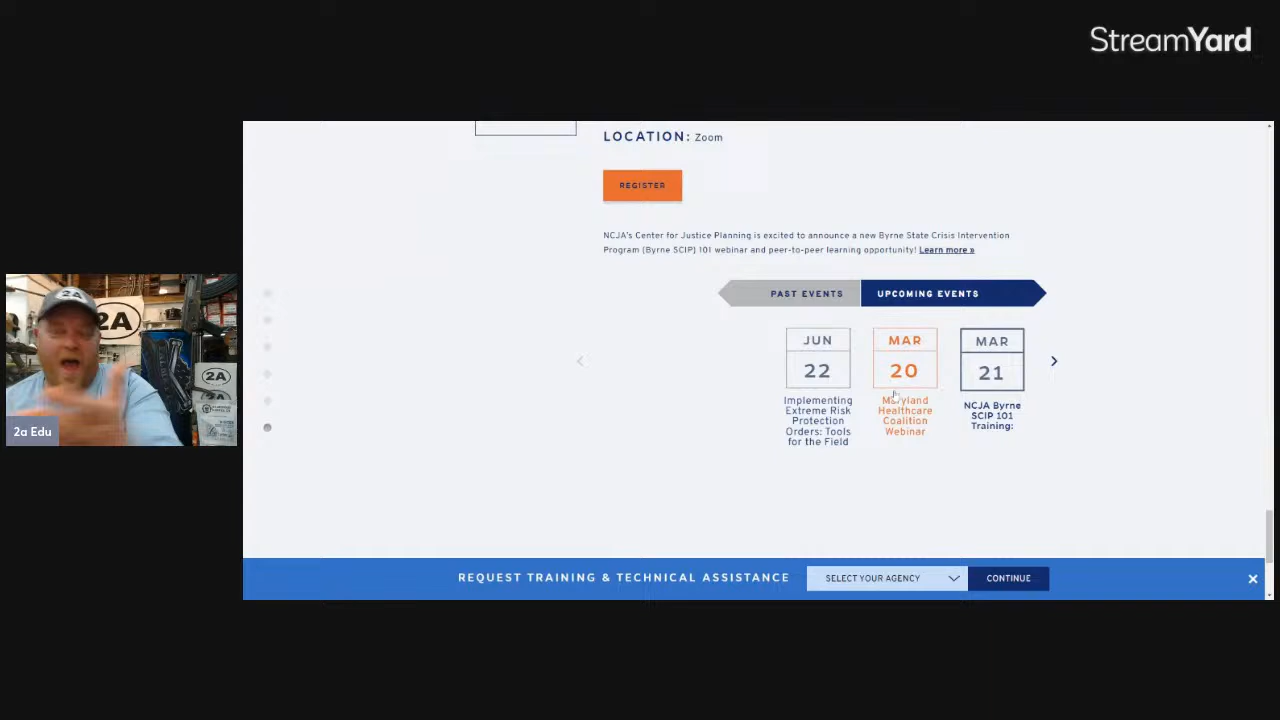 StreamYard
LOCATION: Zoom
REGISTER
NCJA's Center for Justice Planning is excited to announce a new Byrne State Crisis Intervention
Program (Byrne SCIP) 101 webinar and peer-to-peer learning opportunity! Learn more »
PAST EVENTS
UPCOMING EVENTS
JUN
22
Implementing
Extreme Risk
Protection
Orders: Tools
for the Field
MAR
20
Maryland
Healthcare
Coalition
Webinar
MAR
21
NCJA Byrne
SCIP 101
Training:
2A
2A
2A
2A
2a Edu
REQUEST TRAINING & TECHNICAL ASSISTANCE
SELECT YOUR AGENCY
CONTINUE